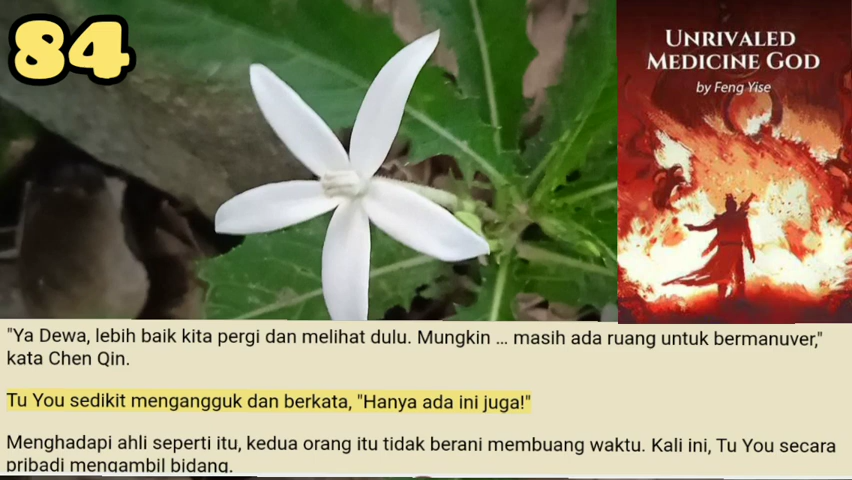 84
UNRIVALED
MEDICINE GOD
by Feng Yise
"Ya Dewa, lebih baik kita pergi dan melihat dulu. Mungkin ... masih ada ruang untuk bermanuver,"
kata Chen Qin.
Tu You sedikit mengangguk dan berkata, "Hanya ada ini juga!"
Menghadapi ahli seperti itu, kedua orang itu tidak berani membuang waktu. Kali ini, Tu You secara
pribadi mengambil bidang.